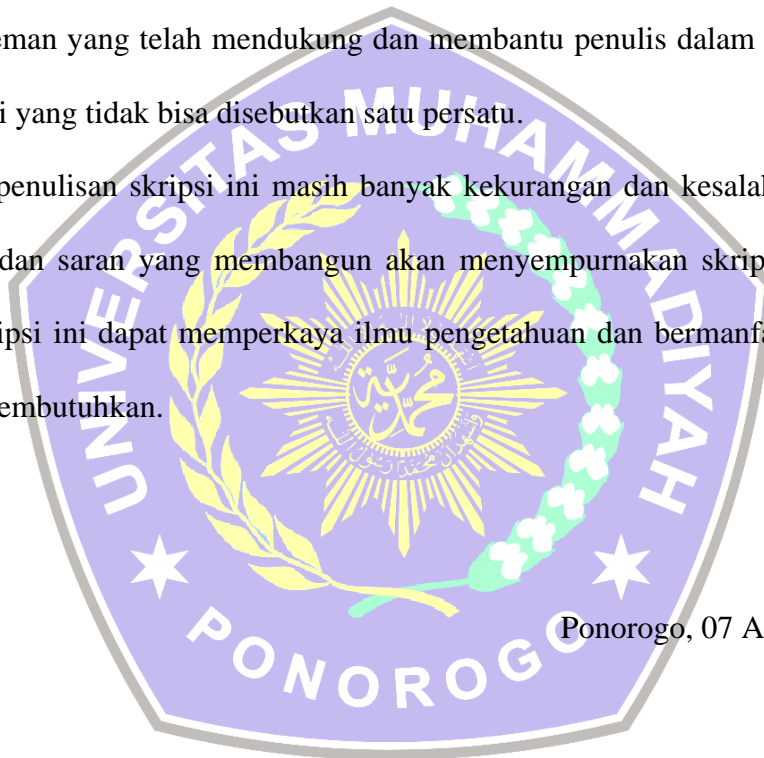 eman yang telah mendukung dan membantu penulis dalam
i yang tidak bisa disebutkan satu persatu.
penulisan skripsi ini masih banyak kekurangan dan kesalah
dan saran yang membangun akan menyempurnakan skrip
ipsi ini dapat memperkaya ilmu pengetahuan dan bermanfa
embutuhkan.
Ponorogo, 07 A
UNIVERSITAS MUHAMMADIYAH
PONOROGO
محمدية